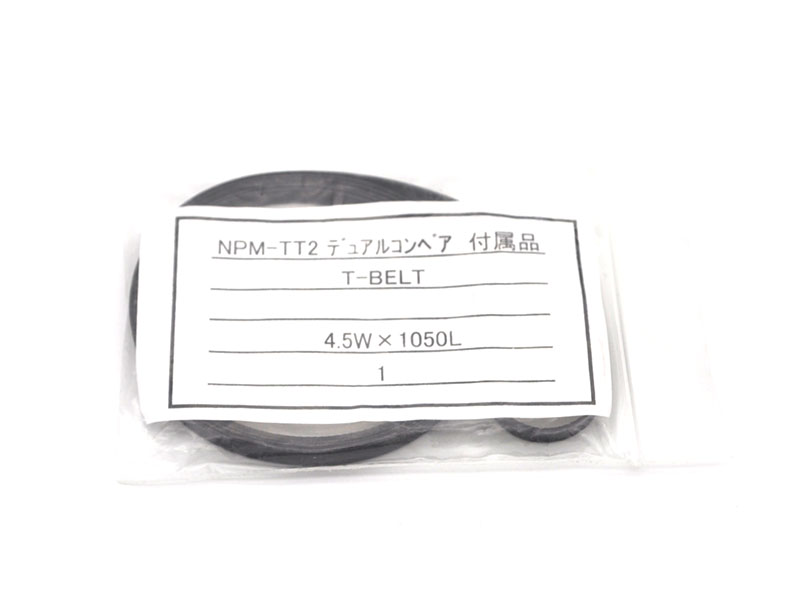 NPM-TT2 ﾃﾞｭｱﾙｺﾝﾍﾞｱ 付属品
T-BELT
4.5W×1050L
1